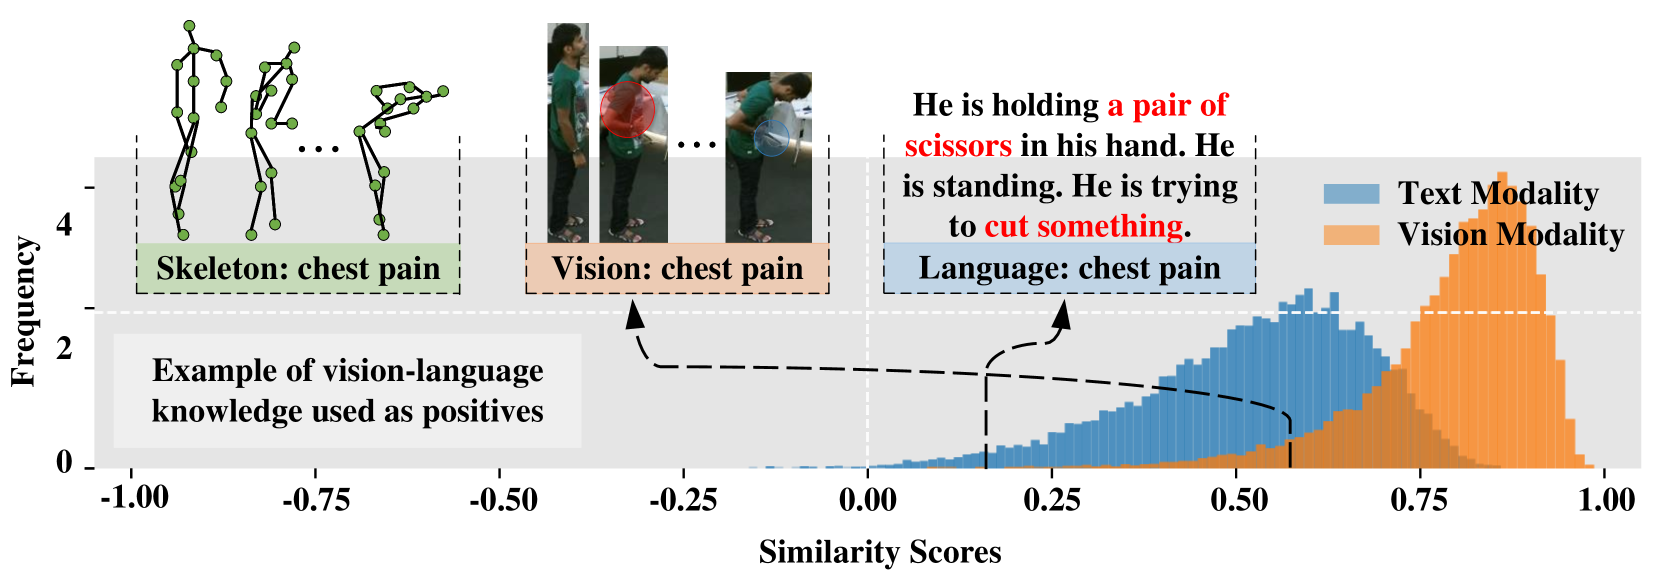 He is holding a pair of
scissors in his hand. He
is standing. He is trying
to cut something.
Skeleton: chest pain
Vision: chest pain
Language: chest pain
Text Modality
Vision Modality
Example of vision-language
knowledge used as positives
Frequency
4
2
0
-1.00 -0.75 -0.50 -0.25 0.00 0.25 0.50 0.75 1.00
Similarity Scores